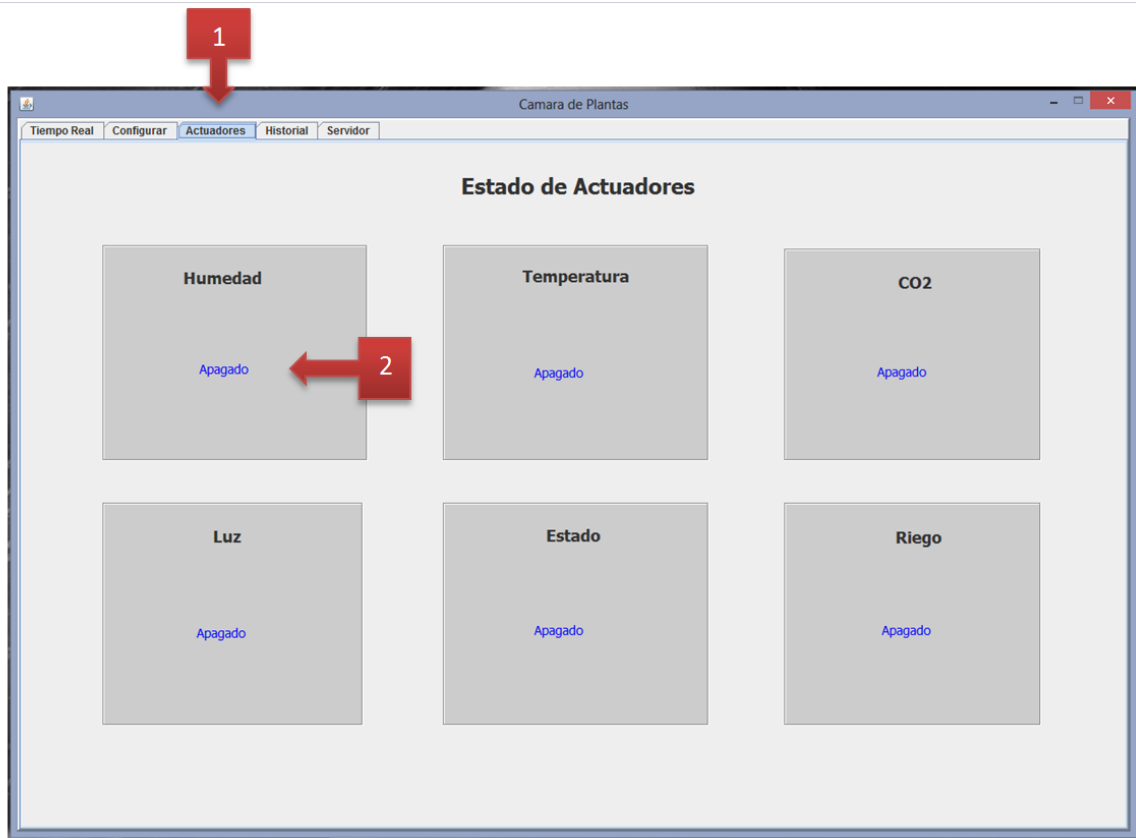 1
Camara de Plantas
Tiempo Real Configurar Actuadores Historial Servidor
Estado de Actuadores
Humedad
Apagado
2
Temperatura
Apagado
CO2
Apagado
Luz
Apagado
Estado
Apagado
Riego
Apagado